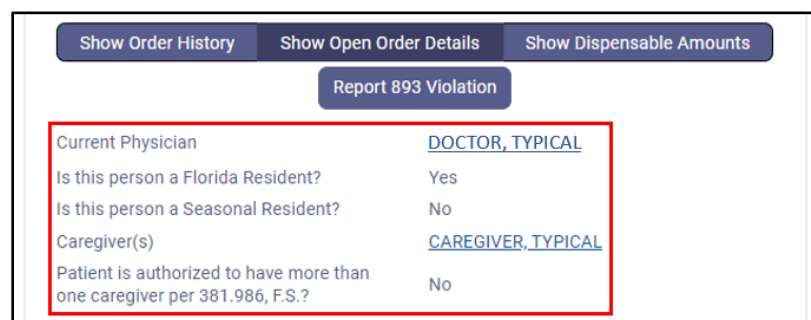 Show Order History Show Open Order Details Show Dispensable Amounts
Report 893 Violation
Current Physician DOCTOR, TYPICAL
Is this person a Florida Resident? Yes
Is this person a Seasonal Resident? No
Caregiver(s) CAREGIVER, TYPICAL
Patient is authorized to have more than
one caregiver per 381.986, F.S.? No